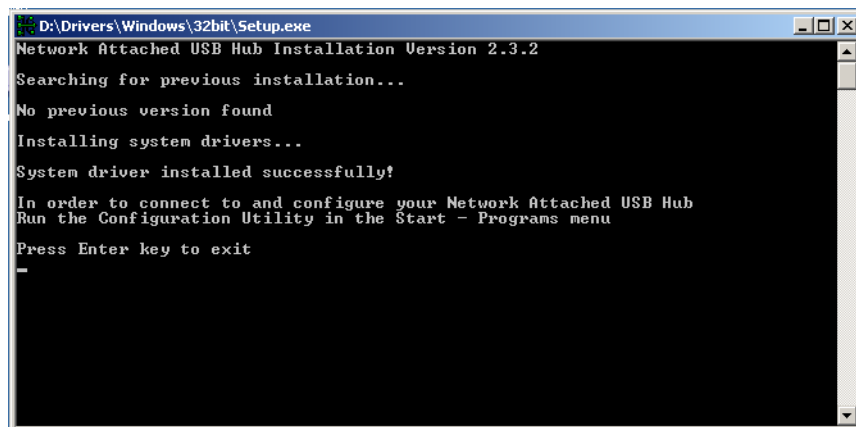 D:\Drivers\Windows\32bit\Setup.exe
Network Attached USB Hub Installation Version 2.3.2
Searching for previous installation...
No previous version found
Installing system drivers...
System driver installed successfully!
In order to connect to and configure your Network Attached USB Hub
Run the Configuration Utility in the Start - Programs menu
Press Enter key to exit